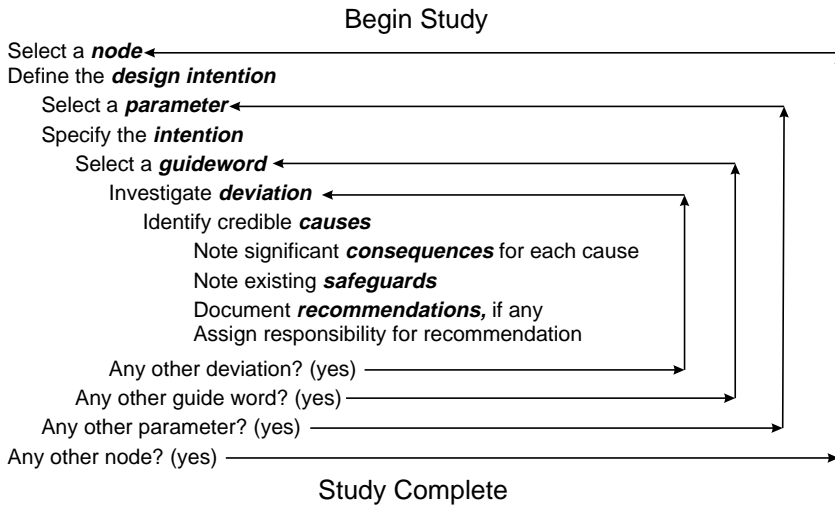 Begin Study
Select a node
Define the design intention
Select a parameter
Specify the intention
Select a guideword
Investigate deviation
Identify credible causes
Note significant consequences for each cause
Note existing safeguards
Document recommendations, if any
Assign responsibility for recommendation
Any other deviation? (yes)
Any other guide word? (yes)
Any other parameter? (yes)
Any other node? (yes)
Study Complete